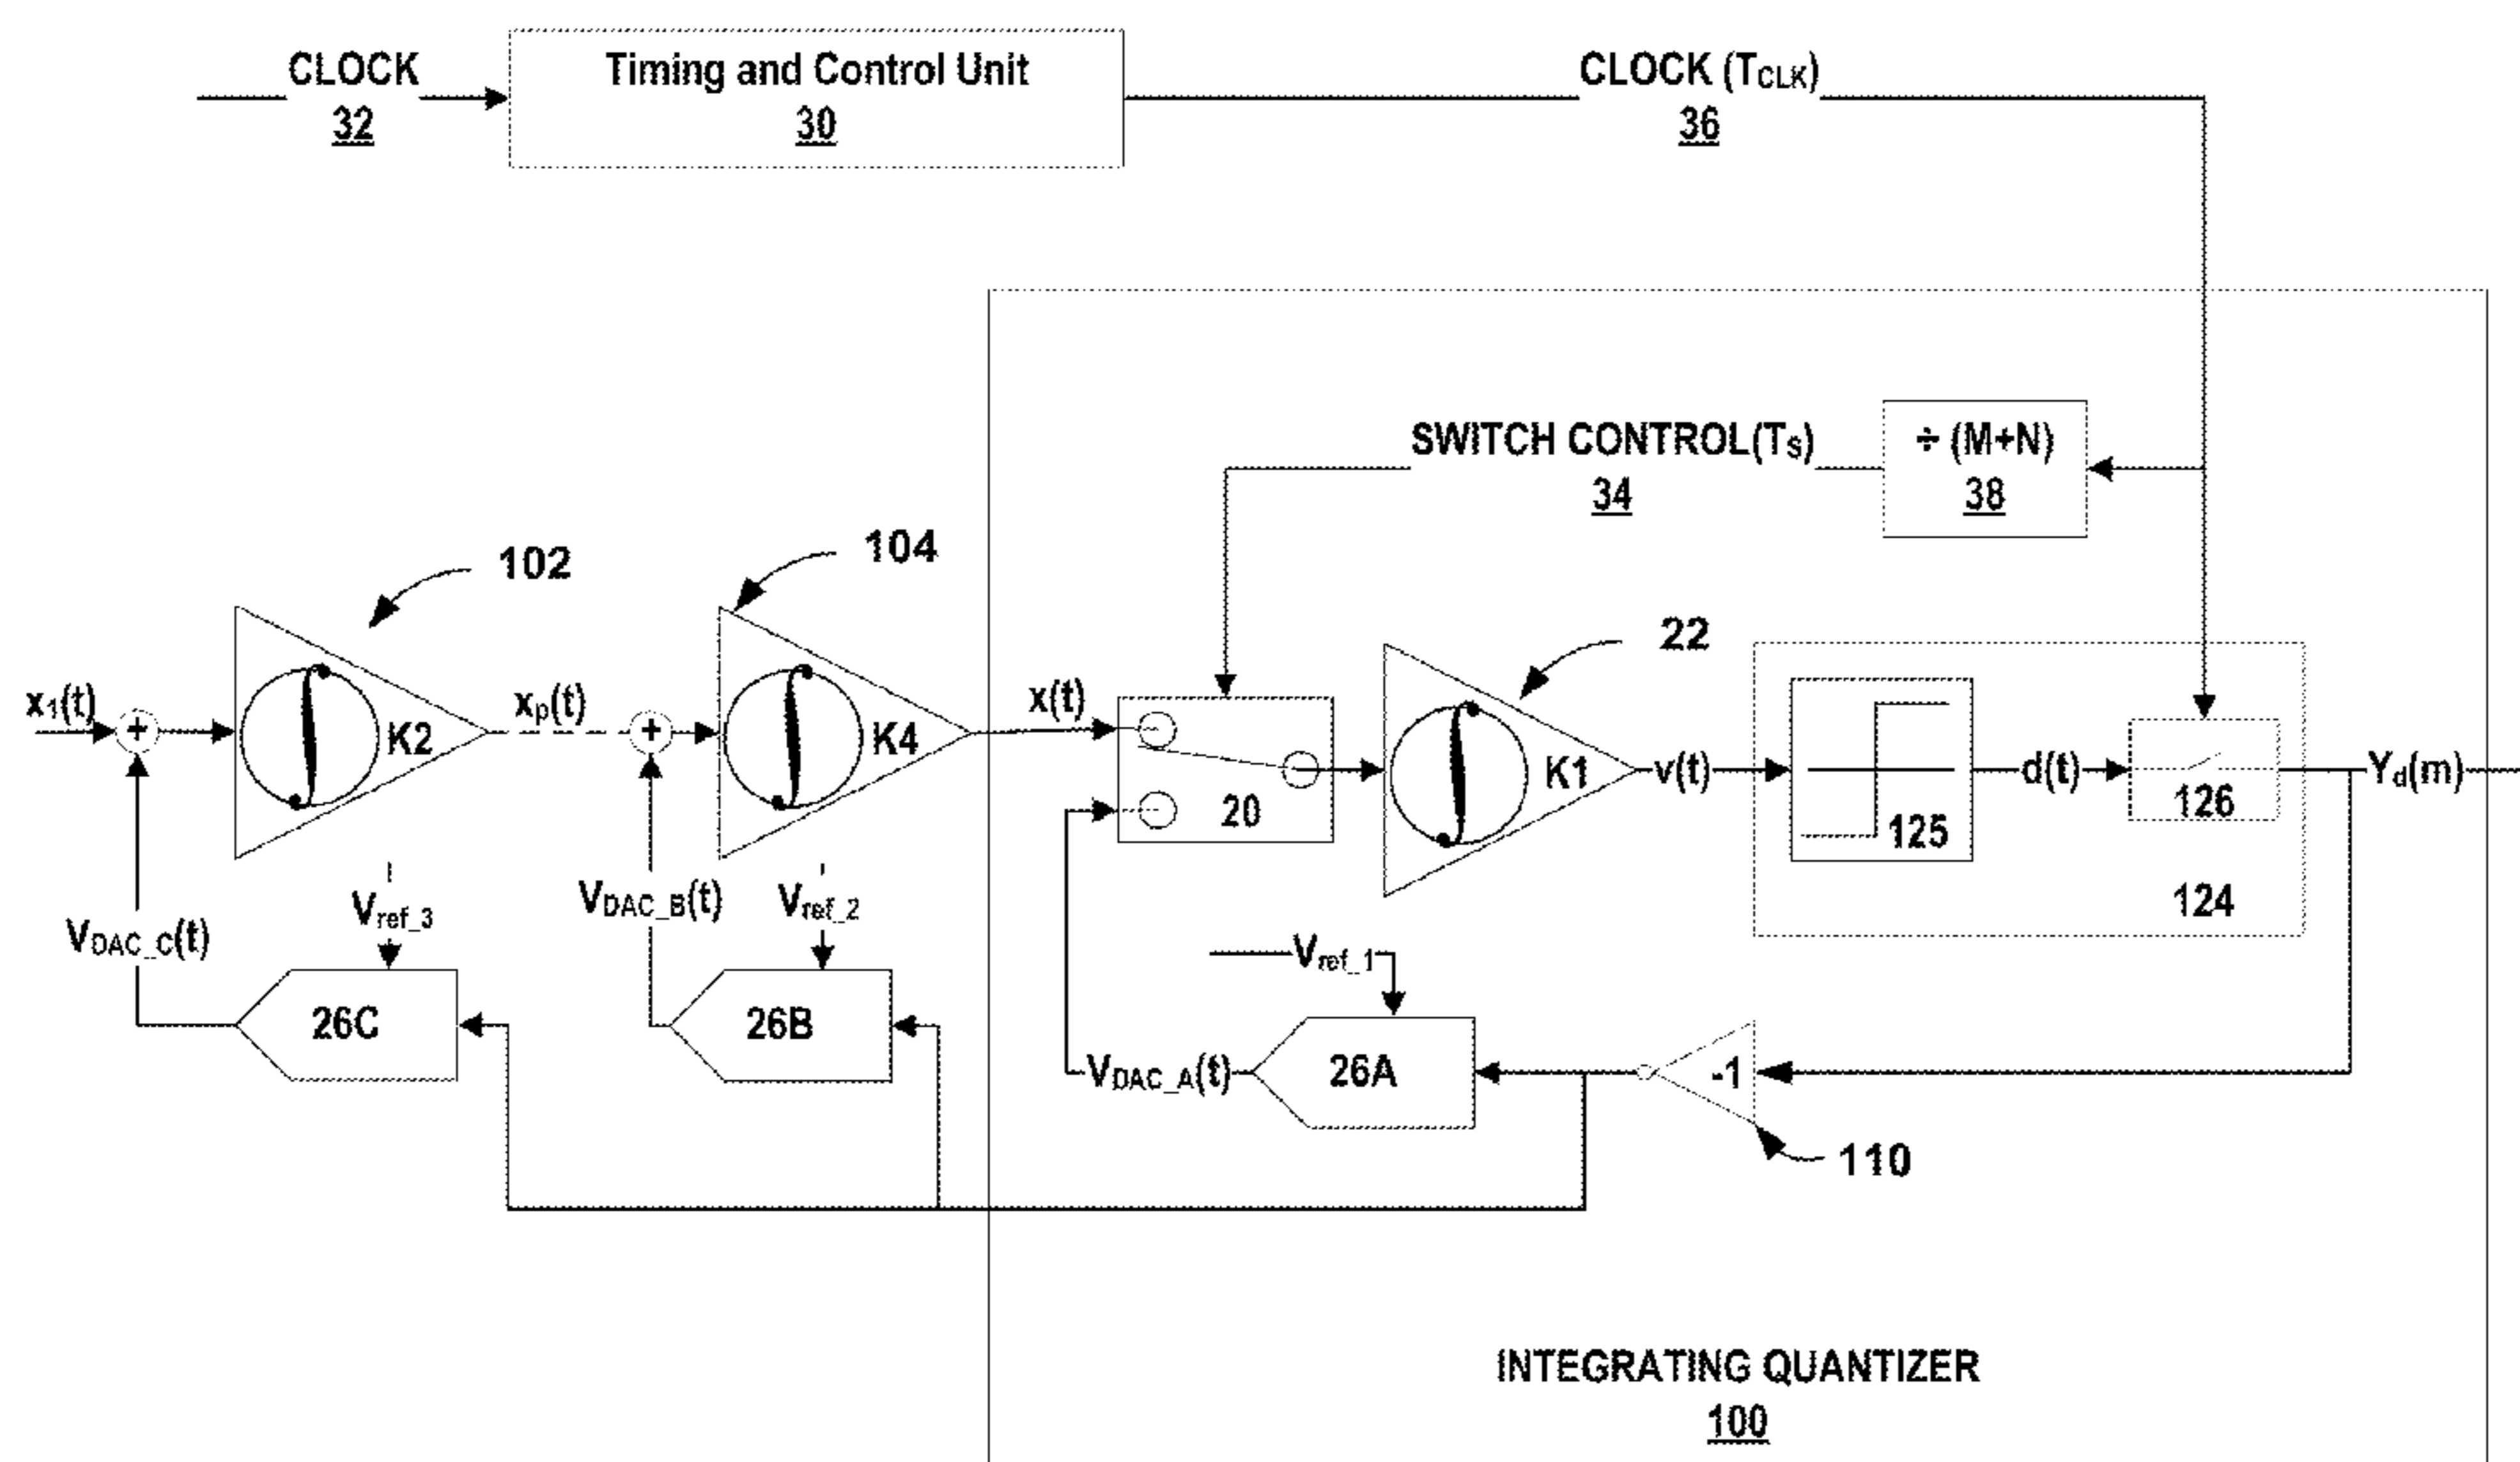 CLOCK
32
Timing and Control Unit
30
CLOCK (TCLK)
36
SWITCH CONTROL(TS)
34
÷ (M+N)
38
102
104
22
x1(t)
+
K2
xp(t)
+
K4
x(t)
20
K1
v(t)
125
d(t)
126
Yd(m)
124
VDAC_C(t)
Vref_3
VDAC_B(t)
Vref_2
Vref_1
26C
26B
VDAC_A(t)
26A
-1
110
INTEGRATING QUANTIZER
100